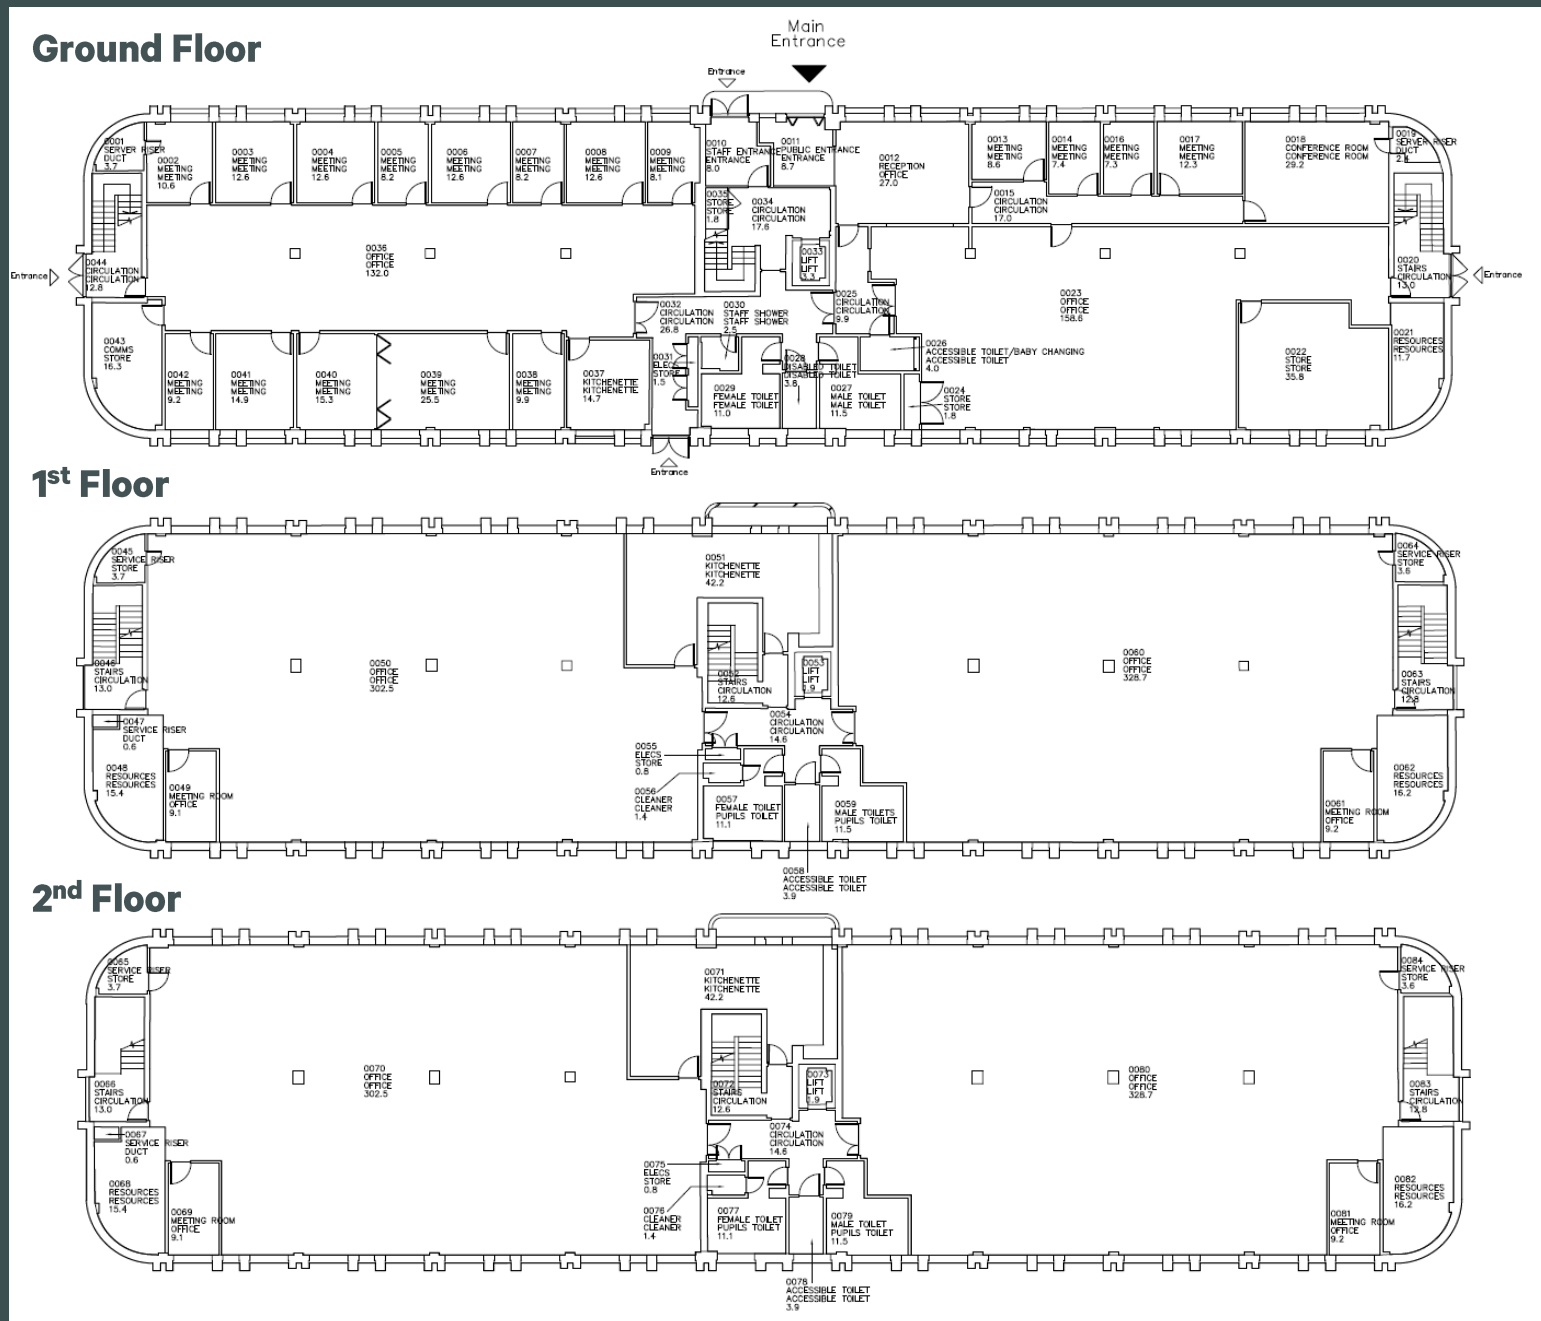 Ground Floor
Main
Entrance
Entrance
0001
SERVER RISER
DUCT
3.7
0002
MEETING
MEETING
10.6
0003
MEETING
MEETING
12.6
0004
MEETING
MEETING
12.6
0005
MEETING
MEETING
8.2
0006
MEETING
MEETING
12.6
0007
MEETING
MEETING
8.2
0008
MEETING
MEETING
12.6
0009
MEETING
MEETING
8.1
0010
STAFF ENTRANCE
ENTRANCE
8.0
0011
PUBLIC ENTRANCE
ENTRANCE
8.7
0012
RECEPTION
OFFICE
27.0
0013
MEETING
MEETING
8.6
0014
MEETING
MEETING
7.4
0016
MEETING
MEETING
7.3
0017
MEETING
MEETING
12.3
0018
CONFERENCE ROOM
CONFERENCE ROOM
29.2
0019
SERVER RISER
DUCT
2.4
0015
CIRCULATION
CIRCULATION
17.0
0035
STORE
STORE
1.8
0034
CIRCULATION
CIRCULATION
17.6
0033
LIFT
LIFT
3.3
0036
OFFICE
OFFICE
132.0
Entrance
0044
CIRCULATION
CIRCULATION
12.8
0020
STAIRS
CIRCULATION
13.0
Entrance
0023
OFFICE
OFFICE
158.6
0025
CIRCULATION
CIRCULATION
9.9
0032
CIRCULATION
CIRCULATION
26.8
0030
STAFF SHOWER
STAFF SHOWER
2.5
0043
COMMS
STORE
16.3
0042
MEETING
MEETING
9.2
0041
MEETING
MEETING
14.9
0040
MEETING
MEETING
15.3
0039
MEETING
MEETING
25.5
0038
MEETING
MEETING
9.9
0037
KITCHENETTE
KITCHENETTE
14.7
0031
ELECS
STORE
1.5
0029
FEMALE TOILET
FEMALE TOILET
11.0
0028
DISABLED TOILET
DISABLED TOILET
3.8
0027
MALE TOILET
MALE TOILET
11.5
0026
ACCESSIBLE TOILET/BABY CHANGING
ACCESSIBLE TOILET
4.0
0024
STORE
STORE
1.8
0022
STORE
STORE
35.8
0021
RESOURCES
RESOURCES
11.7
Entrance
1st Floor
0045
SERVICE RISER
STORE
3.7
0051
KITCHENETTE
KITCHENETTE
42.2
0064
SERVICE RISER
STORE
3.6
0046
STAIRS
CIRCULATION
13.0
0050
OFFICE
OFFICE
302.5
0052
STAIRS
CIRCULATION
12.6
0053
LIFT
LIFT
1.9
0060
OFFICE
OFFICE
328.7
0063
STAIRS
CIRCULATION
12.8
0047
SERVICE RISER
DUCT
0.6
0054
CIRCULATION
CIRCULATION
14.6
0048
RESOURCES
RESOURCES
15.4
0049
MEETING ROOM
OFFICE
9.1
0055
ELECS
STORE
0.8
0056
CLEANER
CLEANER
1.4
0057
FEMALE TOILET
PUPILS TOILET
11.1
0059
MALE TOILETS
PUPILS TOILET
11.5
0061
MEETING ROOM
OFFICE
9.2
0062
RESOURCES
RESOURCES
16.2
0058
ACCESSIBLE TOILET
ACCESSIBLE TOILET
3.9
2nd Floor
0065
SERVICE RISER
STORE
3.7
0071
KITCHENETTE
KITCHENETTE
42.2
0084
SERVICE RISER
STORE
3.6
0066
STAIRS
CIRCULATION
13.0
0070
OFFICE
OFFICE
302.5
0072
STAIRS
CIRCULATION
12.6
0073
LIFT
LIFT
1.9
0080
OFFICE
OFFICE
328.7
0083
STAIRS
CIRCULATION
12.8
0067
SERVICE RISER
DUCT
0.6
0074
CIRCULATION
CIRCULATION
14.6
0068
RESOURCES
RESOURCES
15.4
0069
MEETING ROOM
OFFICE
9.1
0075
ELECS
STORE
0.8
0076
CLEANER
CLEANER
1.4
0077
FEMALE TOILET
PUPILS TOILET
11.1
0079
MALE TOILET
PUPILS TOILET
11.5
0081
MEETING ROOM
OFFICE
9.2
0082
RESOURCES
RESOURCES
16.2
0078
ACCESSIBLE TOILET
ACCESSIBLE TOILET
3.9